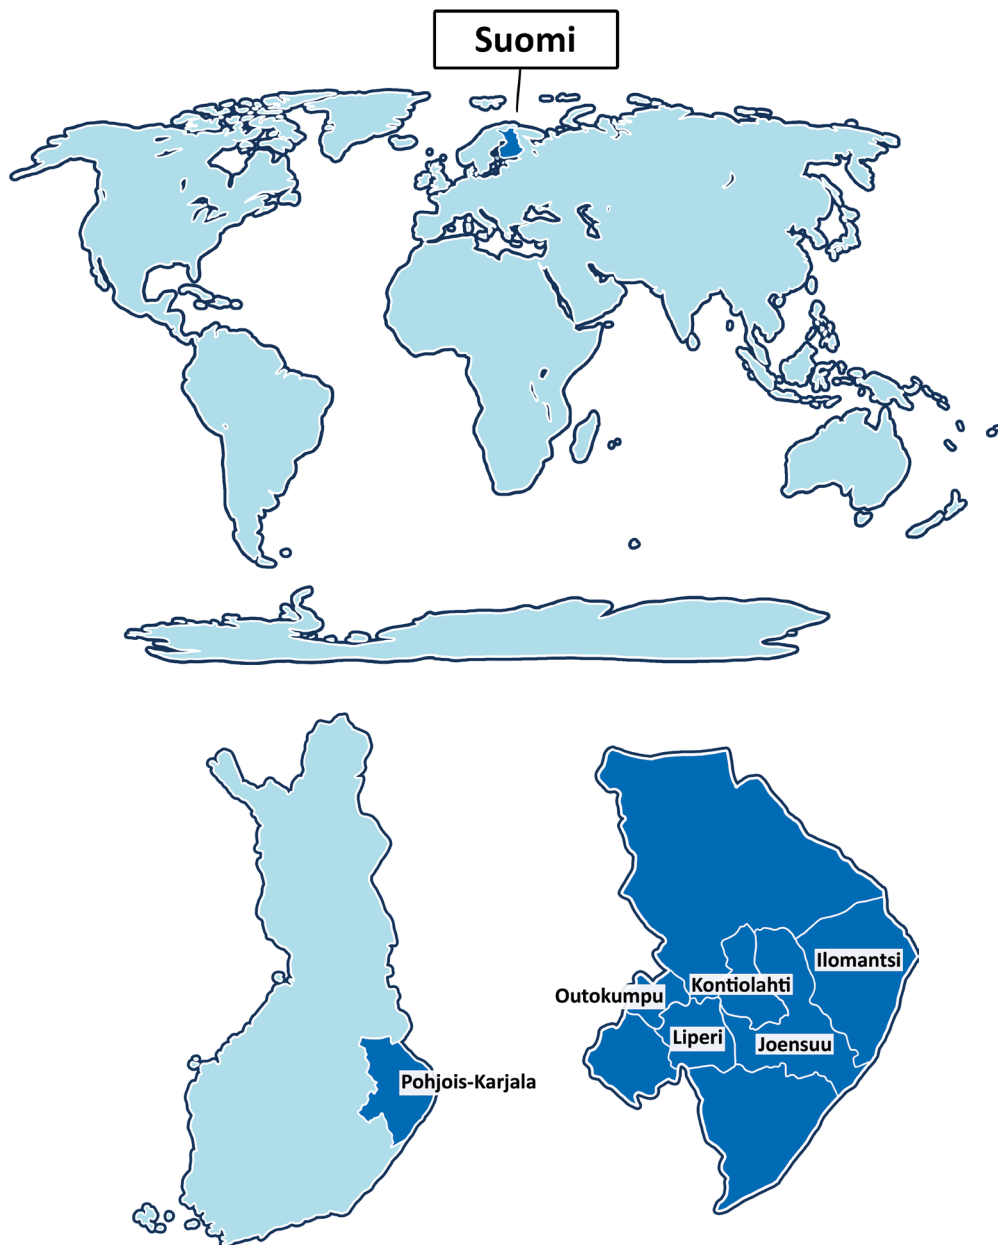 Suomi
Pohjois-Karjala
Ilomantsi
Kontiolahti
Outokumpu
Liperi
Joensuu